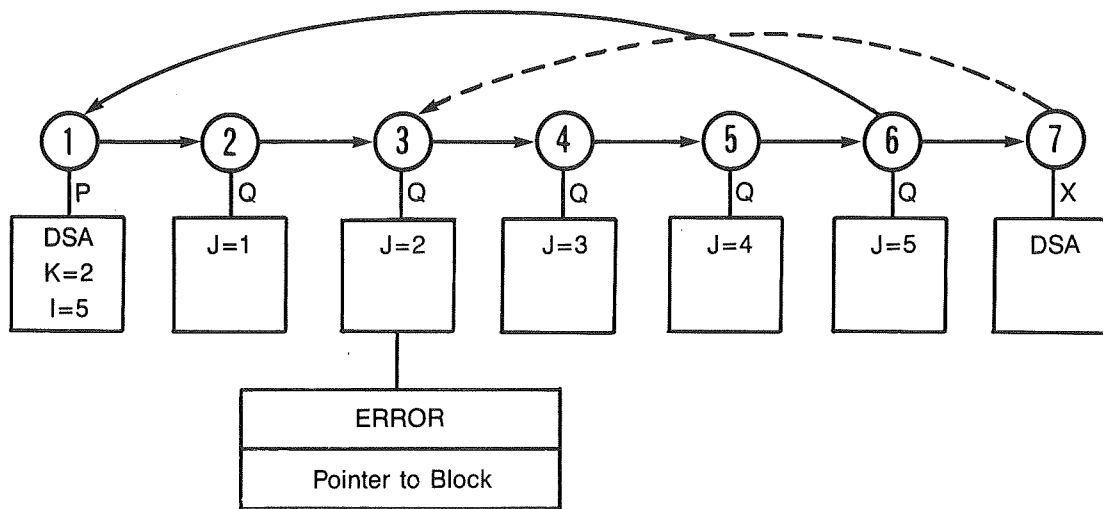 1 2 3 4 5 6 7
P Q Q Q Q Q X
DSA J=1 J=2 J=3 J=4 J=5 DSA
K=2
I=5
ERROR
Pointer to Block